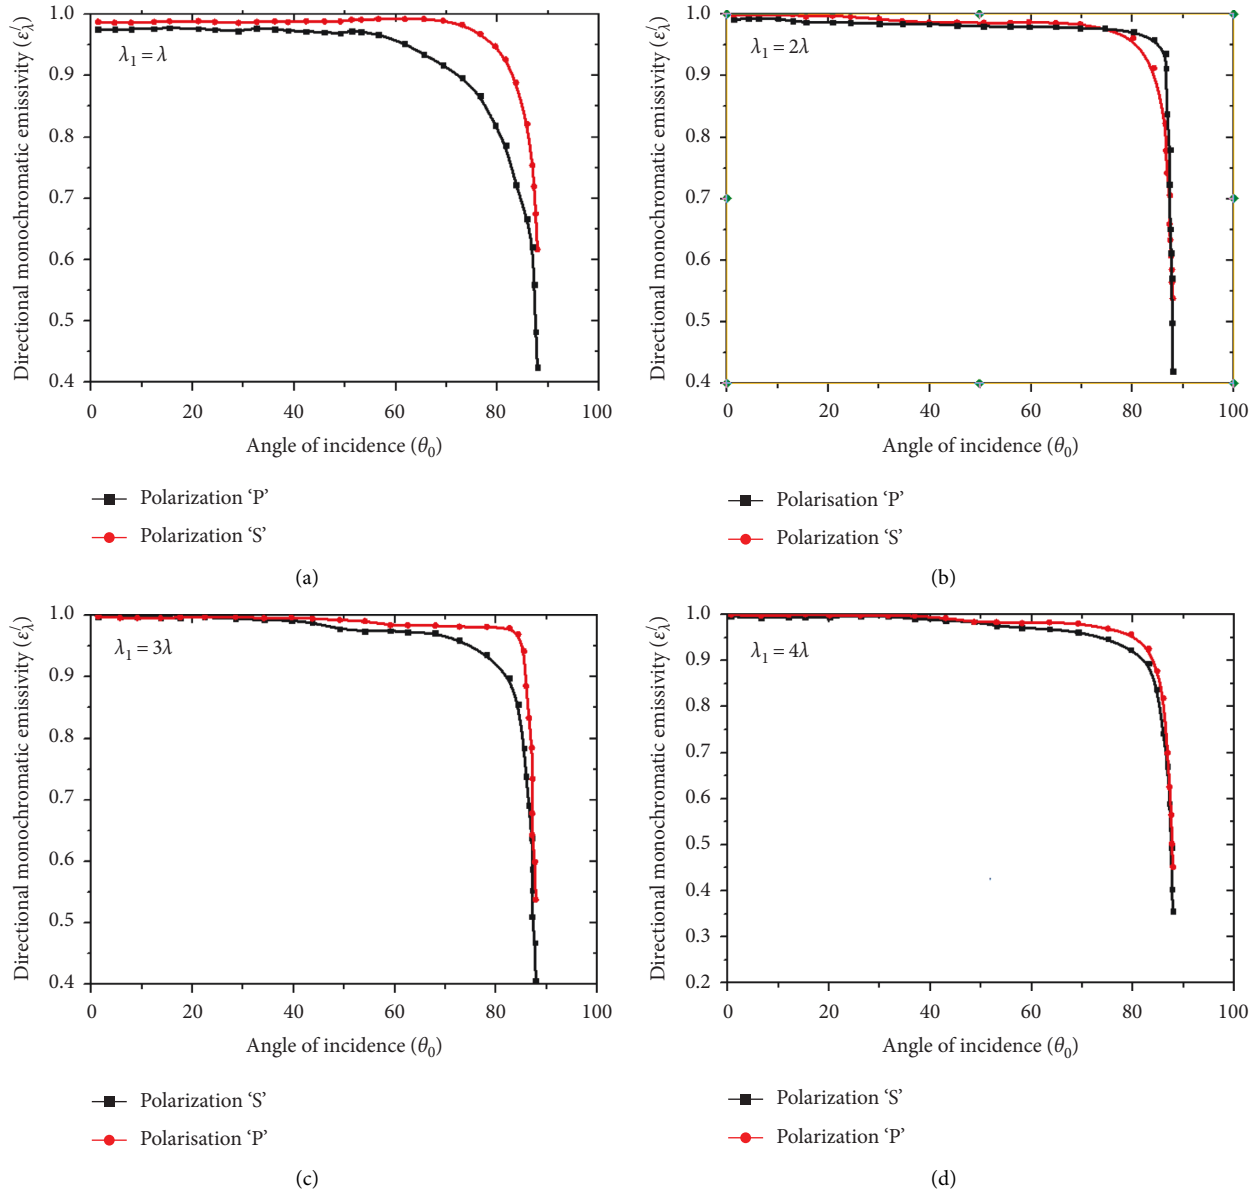 Directional monochromatic emissivity (ε′λ)
1.0
0.9
0.8
0.7
0.6
0.5
0.4
λ₁ = λ
0 20 40 60 80 100
Angle of incidence (θ₀)
Polarization ‘P’
Polarization ‘S’
(a)
Directional monochromatic emissivity (ε′λ)
1.0
0.9
0.8
0.7
0.6
0.5
0.4
λ₁ = 2λ
0 20 40 60 80 100
Angle of incidence (θ₀)
Polarisation ‘P’
Polarization ‘S’
(b)
Directional monochromatic emissivity (ε′λ)
1.0
0.9
0.8
0.7
0.6
0.5
0.4
λ₁ = 3λ
0 20 40 60 80 100
Angle of incidence (θ₀)
Polarization ‘S’
Polarisation ‘P’
(c)
Directional monochromatic emissivity (ε′λ)
1.0
0.9
0.8
0.7
0.6
0.5
0.4
0.3
0.2
λ₁ = 4λ
0 20 40 60 80 100
Angle of incidence (θ₀)
Polarization ‘S’
Polarization ‘P’
(d)